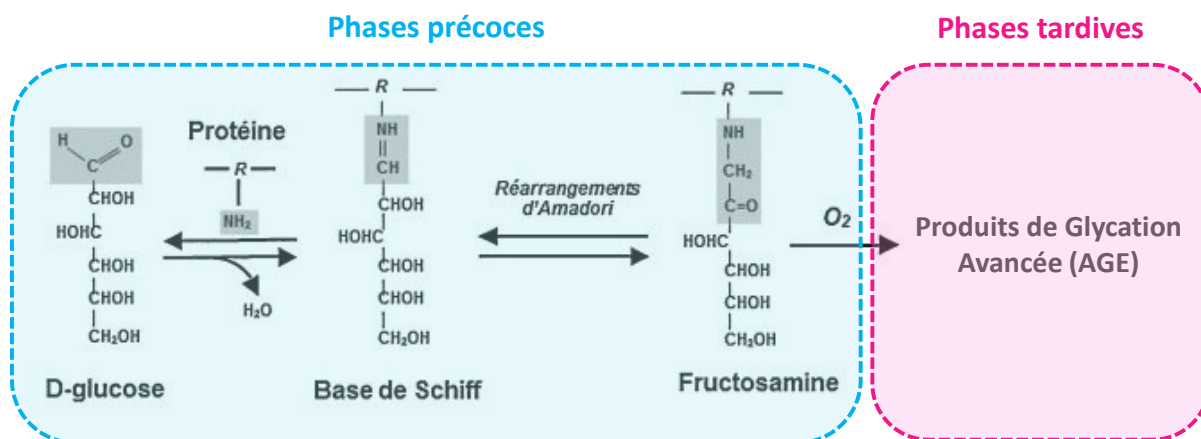 Phases précoces
Phases tardives
H
O
C
CHOH
HOHC
CHOH
CHOH
CH₂OH
D-glucose
Protéine
R
NH₂
H₂O
R
NH
CH
CHOH
HOHC
CHOH
CHOH
CH₂OH
Base de Schiff
Réarrangements
d'Amadori
R
NH
CH₂
C=O
HOHC
CHOH
CHOH
CH₂OH
Fructosamine
O₂
Produits de Glycation
Avancée (AGE)